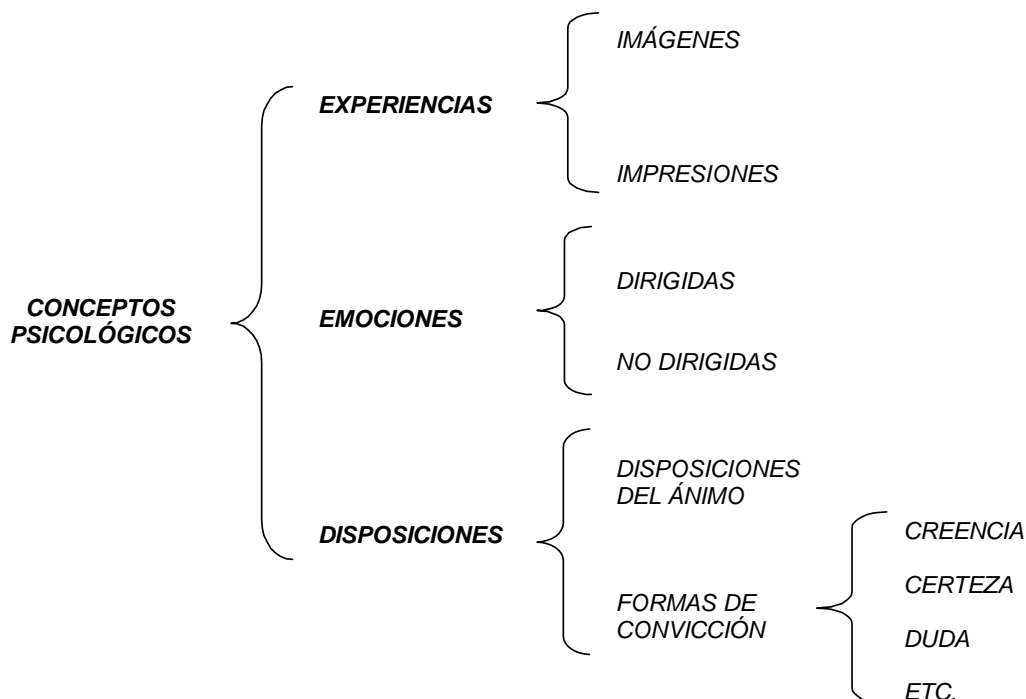 CONCEPTOS
PSICOLÓGICOS
EXPERIENCIAS
IMÁGENES
IMPRESIONES
EMOCIONES
DIRIGIDAS
NO DIRIGIDAS
DISPOSICIONES
DISPOSICIONES
DEL ÁNIMO
FORMAS DE
CONVICCIÓN
CREENCIA
CERTEZA
DUDA
ETC.